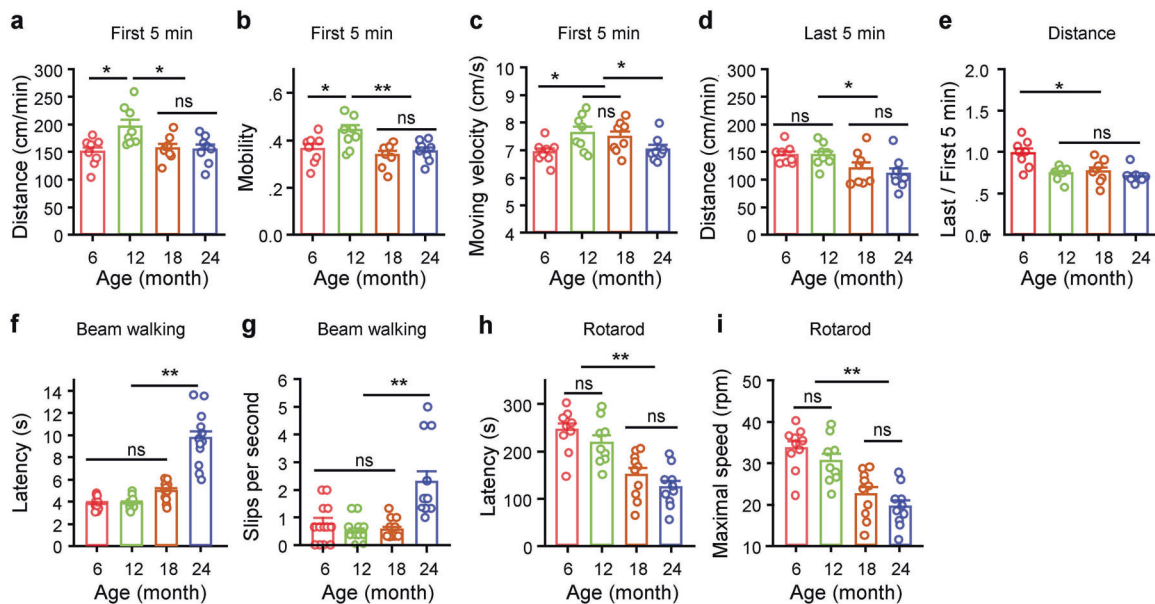 a
First 5 min
Distance (cm/min)
300
250
200
150
100
50
0
*
*
ns
6 12 18 24
Age (month)
b
First 5 min
Mobility
.6
.4
.2
0.0
*
**
ns
6 12 18 24
Age (month)
c
First 5 min
Moving velocity (cm/s)
10
9
8
7
6
5
4
*
*
ns
6 12 18 24
Age (month)
d
Last 5 min
Distance (cm/min)
300
250
200
150
100
50
0
ns
*
ns
6 12 18 24
Age (month)
e
Distance
Last / First 5 min)
2.0
1.5
1.0
0.5
0.0
*
ns
6 12 18 24
Age (month)
f
Beam walking
Latency (s)
14
12
10
8
6
4
2
0
**
ns
6 12 18 24
Age (month)
g
Beam walking
Slips per second
6
5
4
3
2
1
0
**
ns
6 12 18 24
Age (month)
h
Rotarod
Latency (s)
300
200
100
0
**
ns
ns
6 12 18 24
Age (month)
i
Rotarod
Maximal speed (rpm)
50
40
30
20
10
**
ns
ns
6 12 18 24
Age (month)